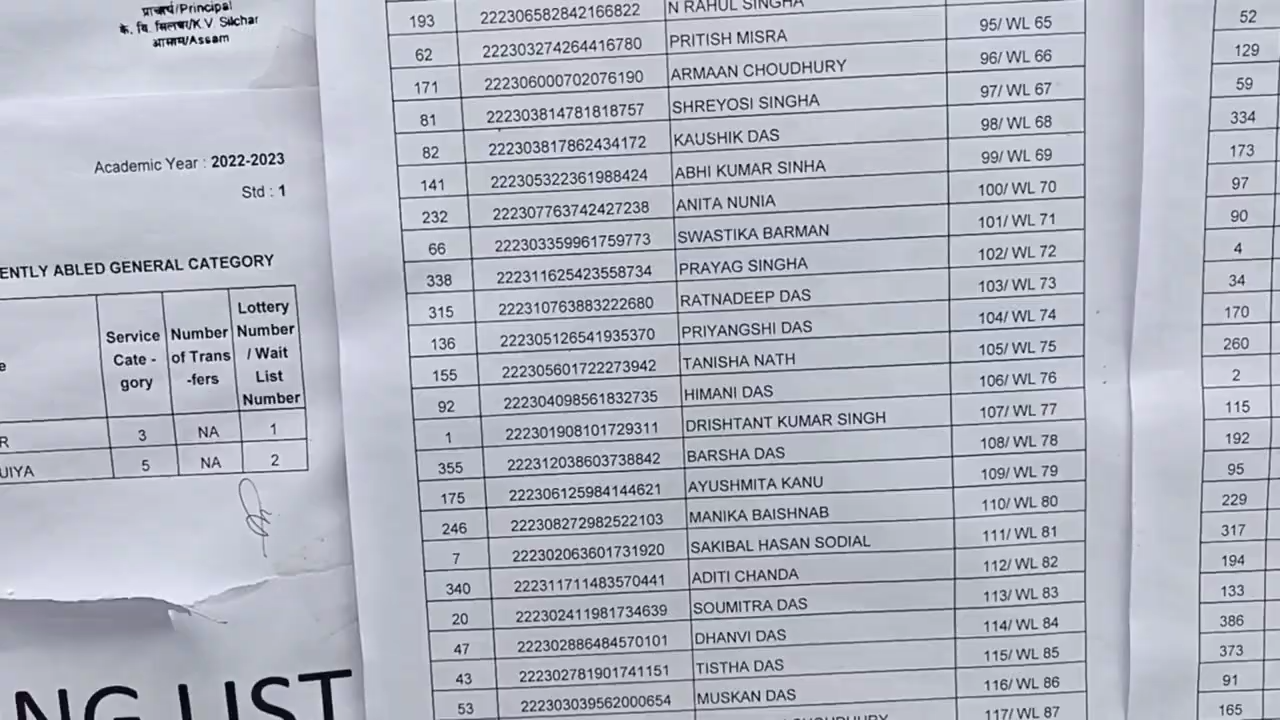 प्राचार्य/Principal
के. वि. सिलचर/K.V. Silchar
आसाम/Assam
Academic Year : 2022-2023
Std : 1
ENTLY ABLED GENERAL CATEGORY
e Service Cate - gory Number of Trans -fers Lottery Number / Wait List Number
R 3 NA 1
UIYA 5 NA 2
NG LIST
193 222306582842166822 N RAHUL SINGHA
62 222303274264416780 PRITISH MISRA 95/ WL 65
171 222306000702076190 ARMAAN CHOUDHURY 96/ WL 66
81 222303814781818757 SHREYOSI SINGHA 97/ WL 67
82 222303817862434172 KAUSHIK DAS 98/ WL 68
141 222305322361988424 ABHI KUMAR SINHA 99/ WL 69
232 222307763742427238 ANITA NUNIA 100/ WL 70
66 222303359961759773 SWASTIKA BARMAN 101/ WL 71
338 222311625423558734 PRAYAG SINGHA 102/ WL 72
315 222310763883222680 RATNADEEP DAS 103/ WL 73
136 222305126541935370 PRIYANGSHI DAS 104/ WL 74
155 222305601722273942 TANISHA NATH 105/ WL 75
92 222304098561832735 HIMANI DAS 106/ WL 76
1 222301908101729311 DRISHTANT KUMAR SINGH 107/ WL 77
355 222312038603738842 BARSHA DAS 108/ WL 78
175 222306125984144621 AYUSHMITA KANU 109/ WL 79
246 222308272982522103 MANIKA BAISHNAB 110/ WL 80
7 222302063601731920 SAKIBAL HASAN SODIAL 111/ WL 81
340 222311711483570441 ADITI CHANDA 112/ WL 82
20 222302411981734639 SOUMITRA DAS 113/ WL 83
47 222302886484570101 DHANVI DAS 114/ WL 84
43 222302781901741151 TISTHA DAS 115/ WL 85
53 222303039562000654 MUSKAN DAS 116/ WL 86
CHOUDHURY 117/ WL 87
52
129
59
334
173
97
90
4
34
170
260
2
115
192
95
229
317
194
133
386
373
91
165